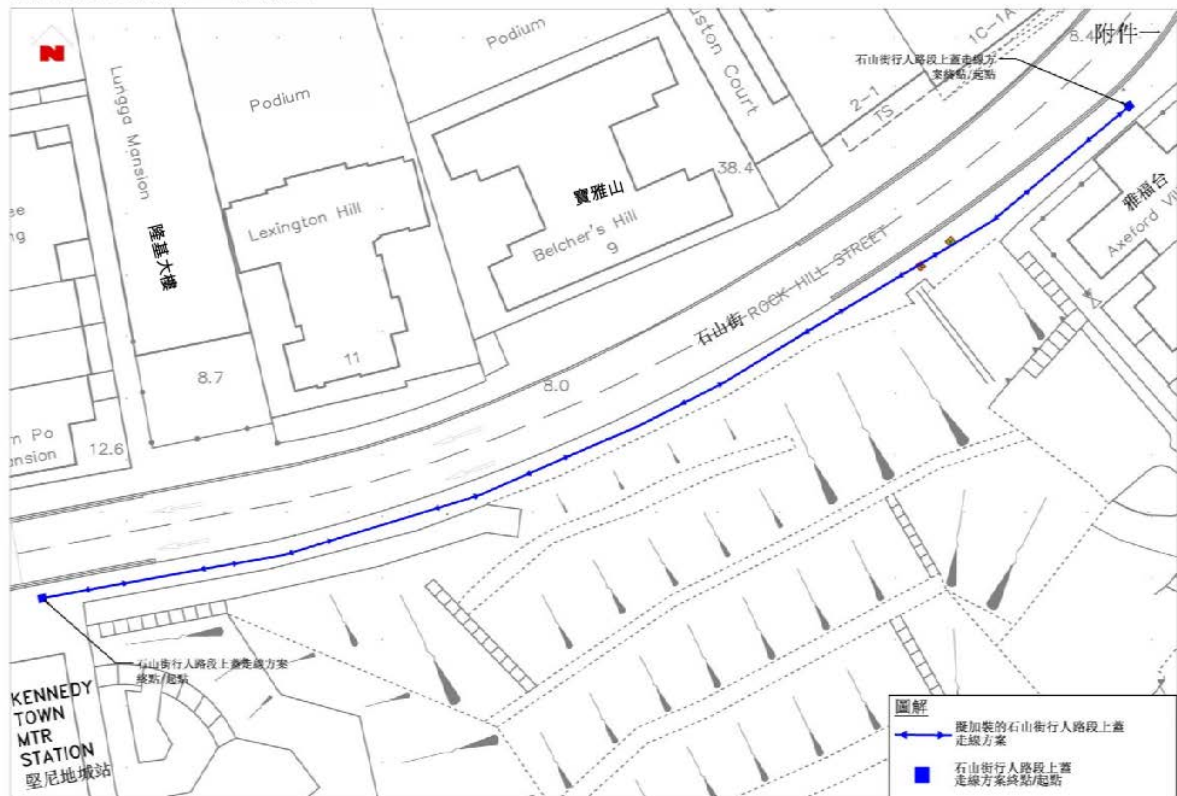 附件一
8.4
1C-1A
石山街行人路段上蓋走線方
案終點/起點
Podium
Podium
Lungga Mansion
隆基大樓
Lexington Hill
11
寶雅山
Belcher's Hill
9
38.4
2-1
TS
雅福台
石山街 ROCK HILL STREET
8.7
8.0
12.6
石山街行人路段上蓋走線方案
終點/起點
KENNEDY
TOWN
MTR
STATION
堅尼地城站
圖解
擬加裝的石山街行人路段上蓋
走線方案
石山街行人路段上蓋
走線方案終點/起點